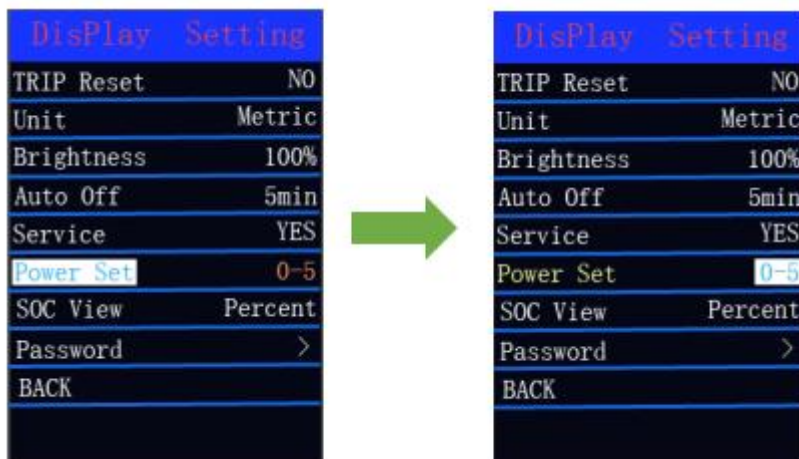 DisPlay Setting
TRIP Reset NO
Unit Metric
Brightness 100%
Auto Off 5min
Service YES
Power Set 0-5
SOC View Percent
Password >
BACK
DisPlay Setting
TRIP Reset NO
Unit Metric
Brightness 100%
Auto Off 5min
Service YES
Power Set 0-5
SOC View Percent
Password >
BACK